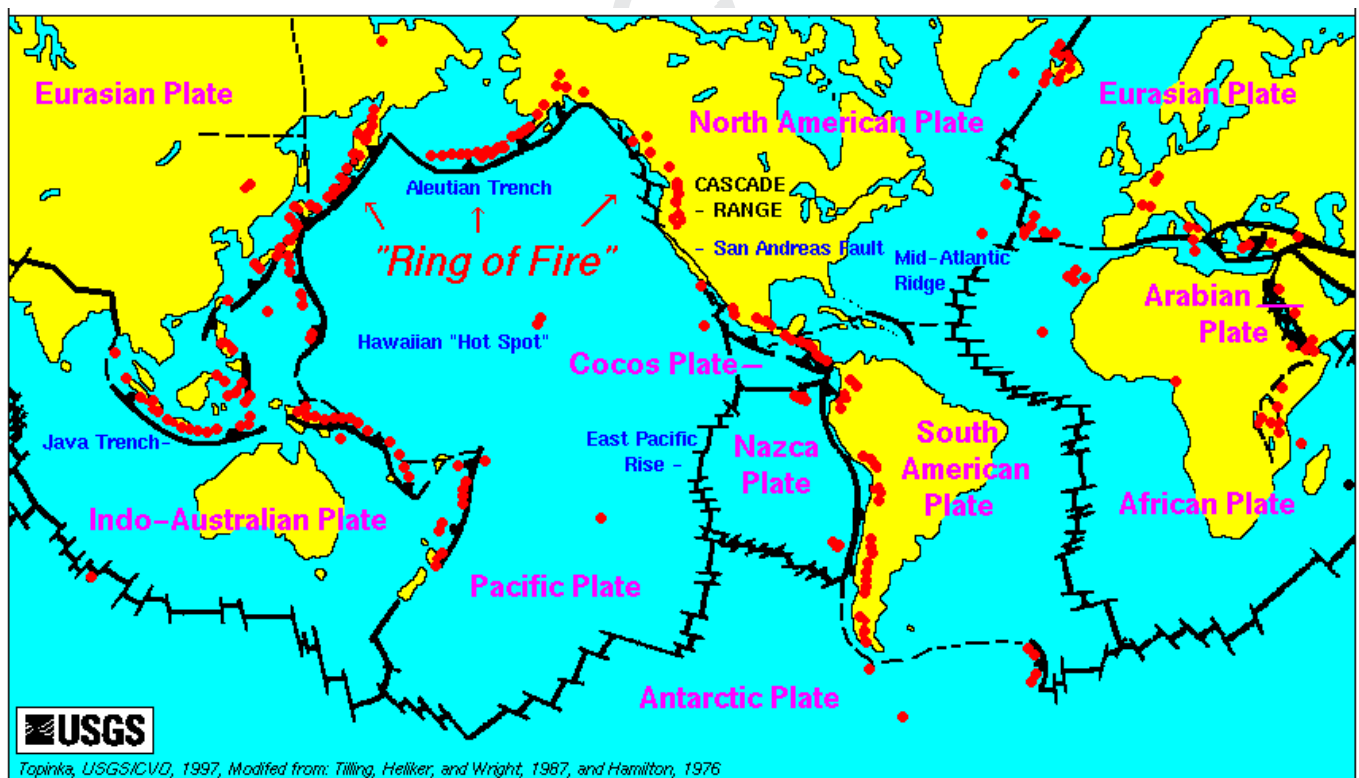 Eurasian Plate
Eurasian Plate
North American Plate
Aleutian Trench
CASCADE
- RANGE
- San Andreas Fault
"Ring of Fire"
Mid-Atlantic
Ridge
Arabian
Plate
Hawaiian "Hot Spot"
Cocos Plate
Java Trench-
East Pacific
Rise -
Nazca
Plate
South
American
Plate
African Plate
Indo-Australian Plate
Pacific Plate
Antarctic Plate
USGS
Topinka, USGS/CVO, 1997, Modifed from: Tilling, Heliker, and Wright, 1987, and Hamilton, 1976